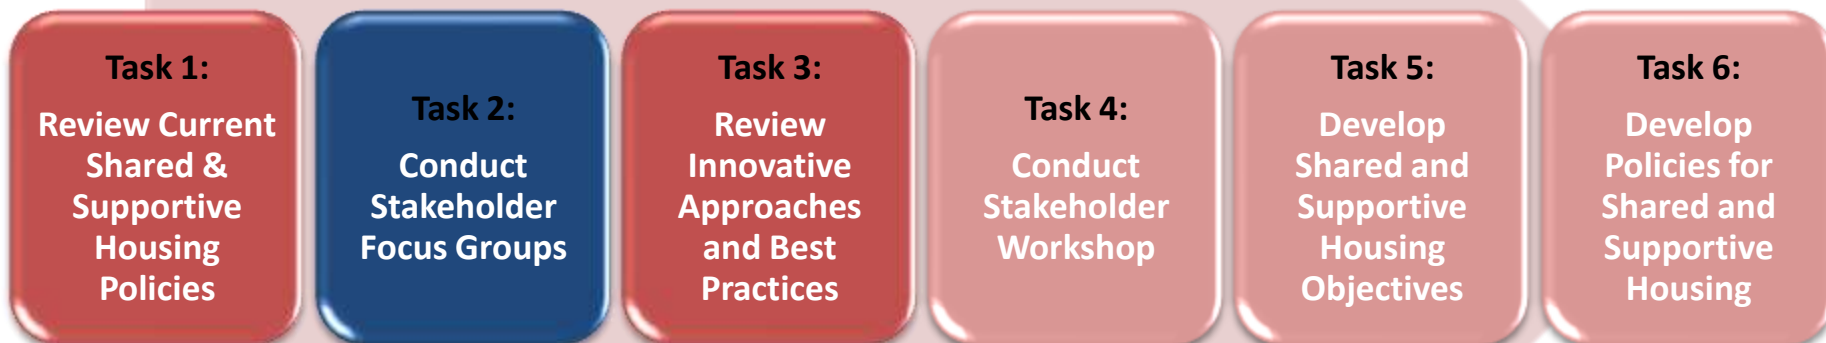 Task 1:
Review Current
Shared &
Supportive
Housing
Policies
Task 2:
Conduct
Stakeholder
Focus Groups
Task 3:
Review
Innovative
Approaches
and Best
Practices
Task 4:
Conduct
Stakeholder
Workshop
Task 5:
Develop
Shared and
Supportive
Housing
Objectives
Task 6:
Develop
Policies for
Shared and
Supportive
Housing